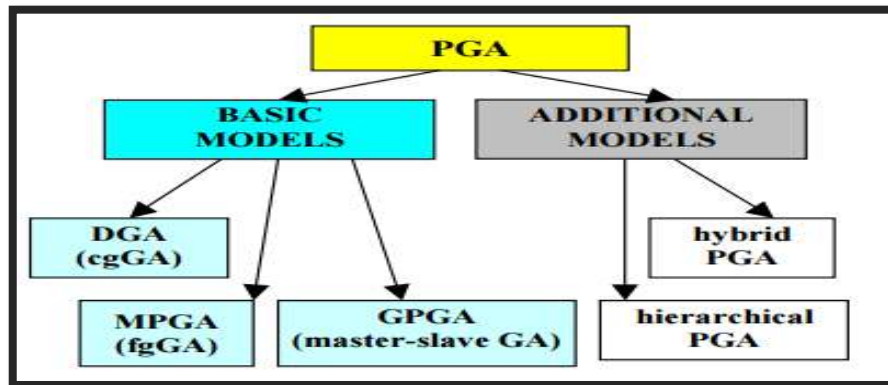 PGA
BASIC
MODELS
ADDITIONAL
MODELS
DGA
(cgGA)
hybrid
PGA
MPGA
(fgGA)
GPGA
(master-slave GA)
hierarchical
PGA